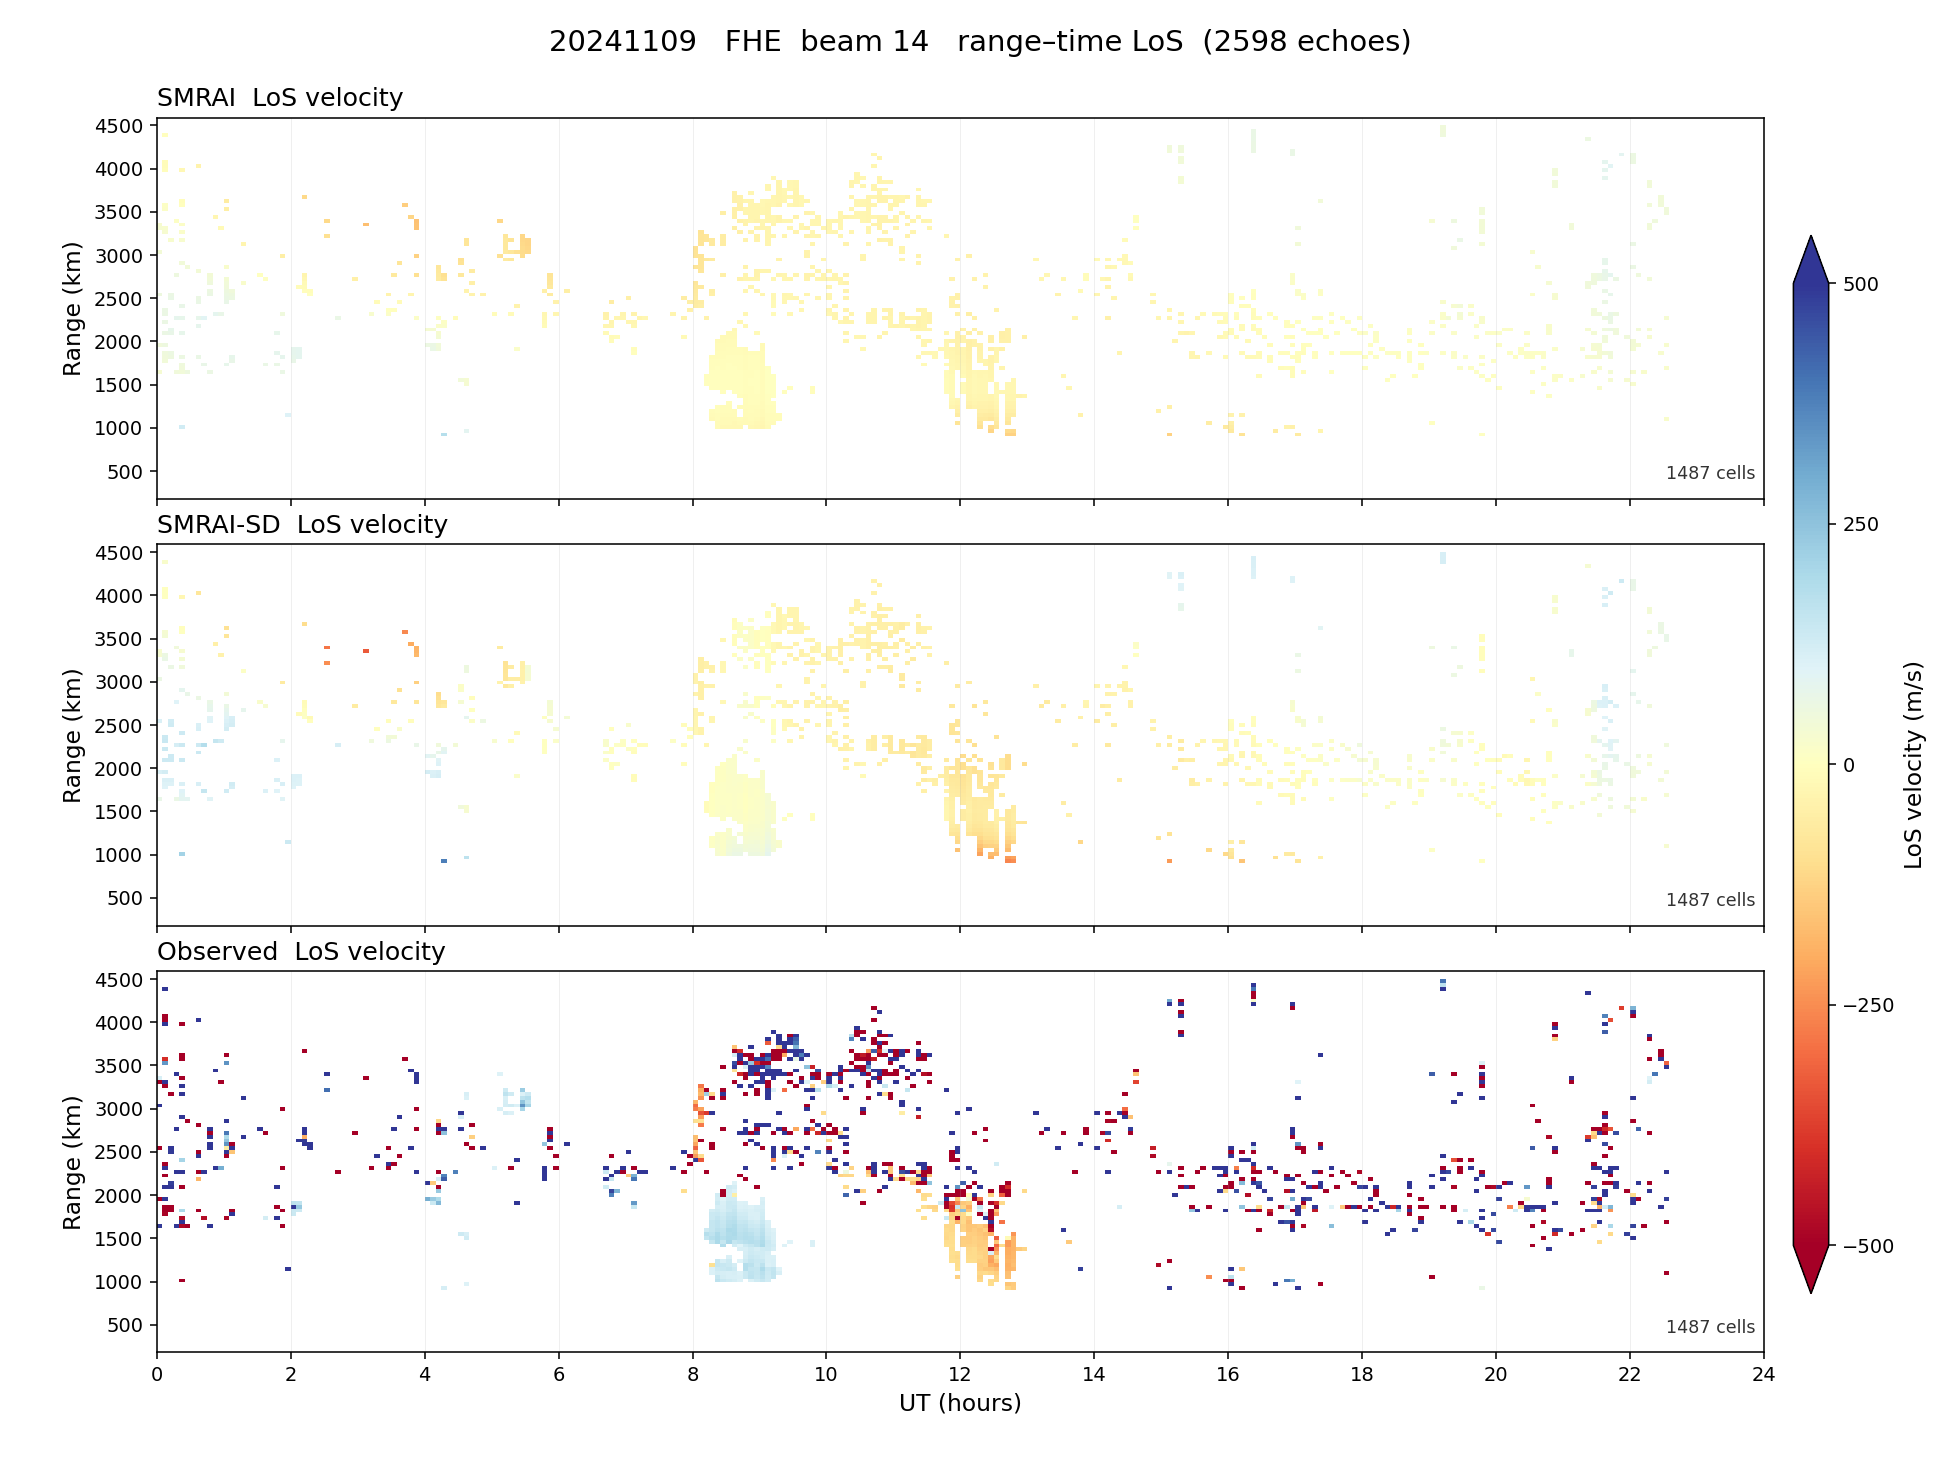 20241109   FHE  beam 14   range–time LoS  (2598 echoes)
SMRAI  LoS velocity
4500
4000
3500
3000
2500
2000
1500
1000
500
Range (km)
1487 cells
SMRAI-SD  LoS velocity
4500
4000
3500
3000
2500
2000
1500
1000
500
Range (km)
1487 cells
Observed  LoS velocity
4500
4000
3500
3000
2500
2000
1500
1000
500
Range (km)
1487 cells
0 2 4 6 8 10 12 14 16 18 20 22 24
UT (hours)
500
250
0
−250
−500
LoS velocity (m/s)